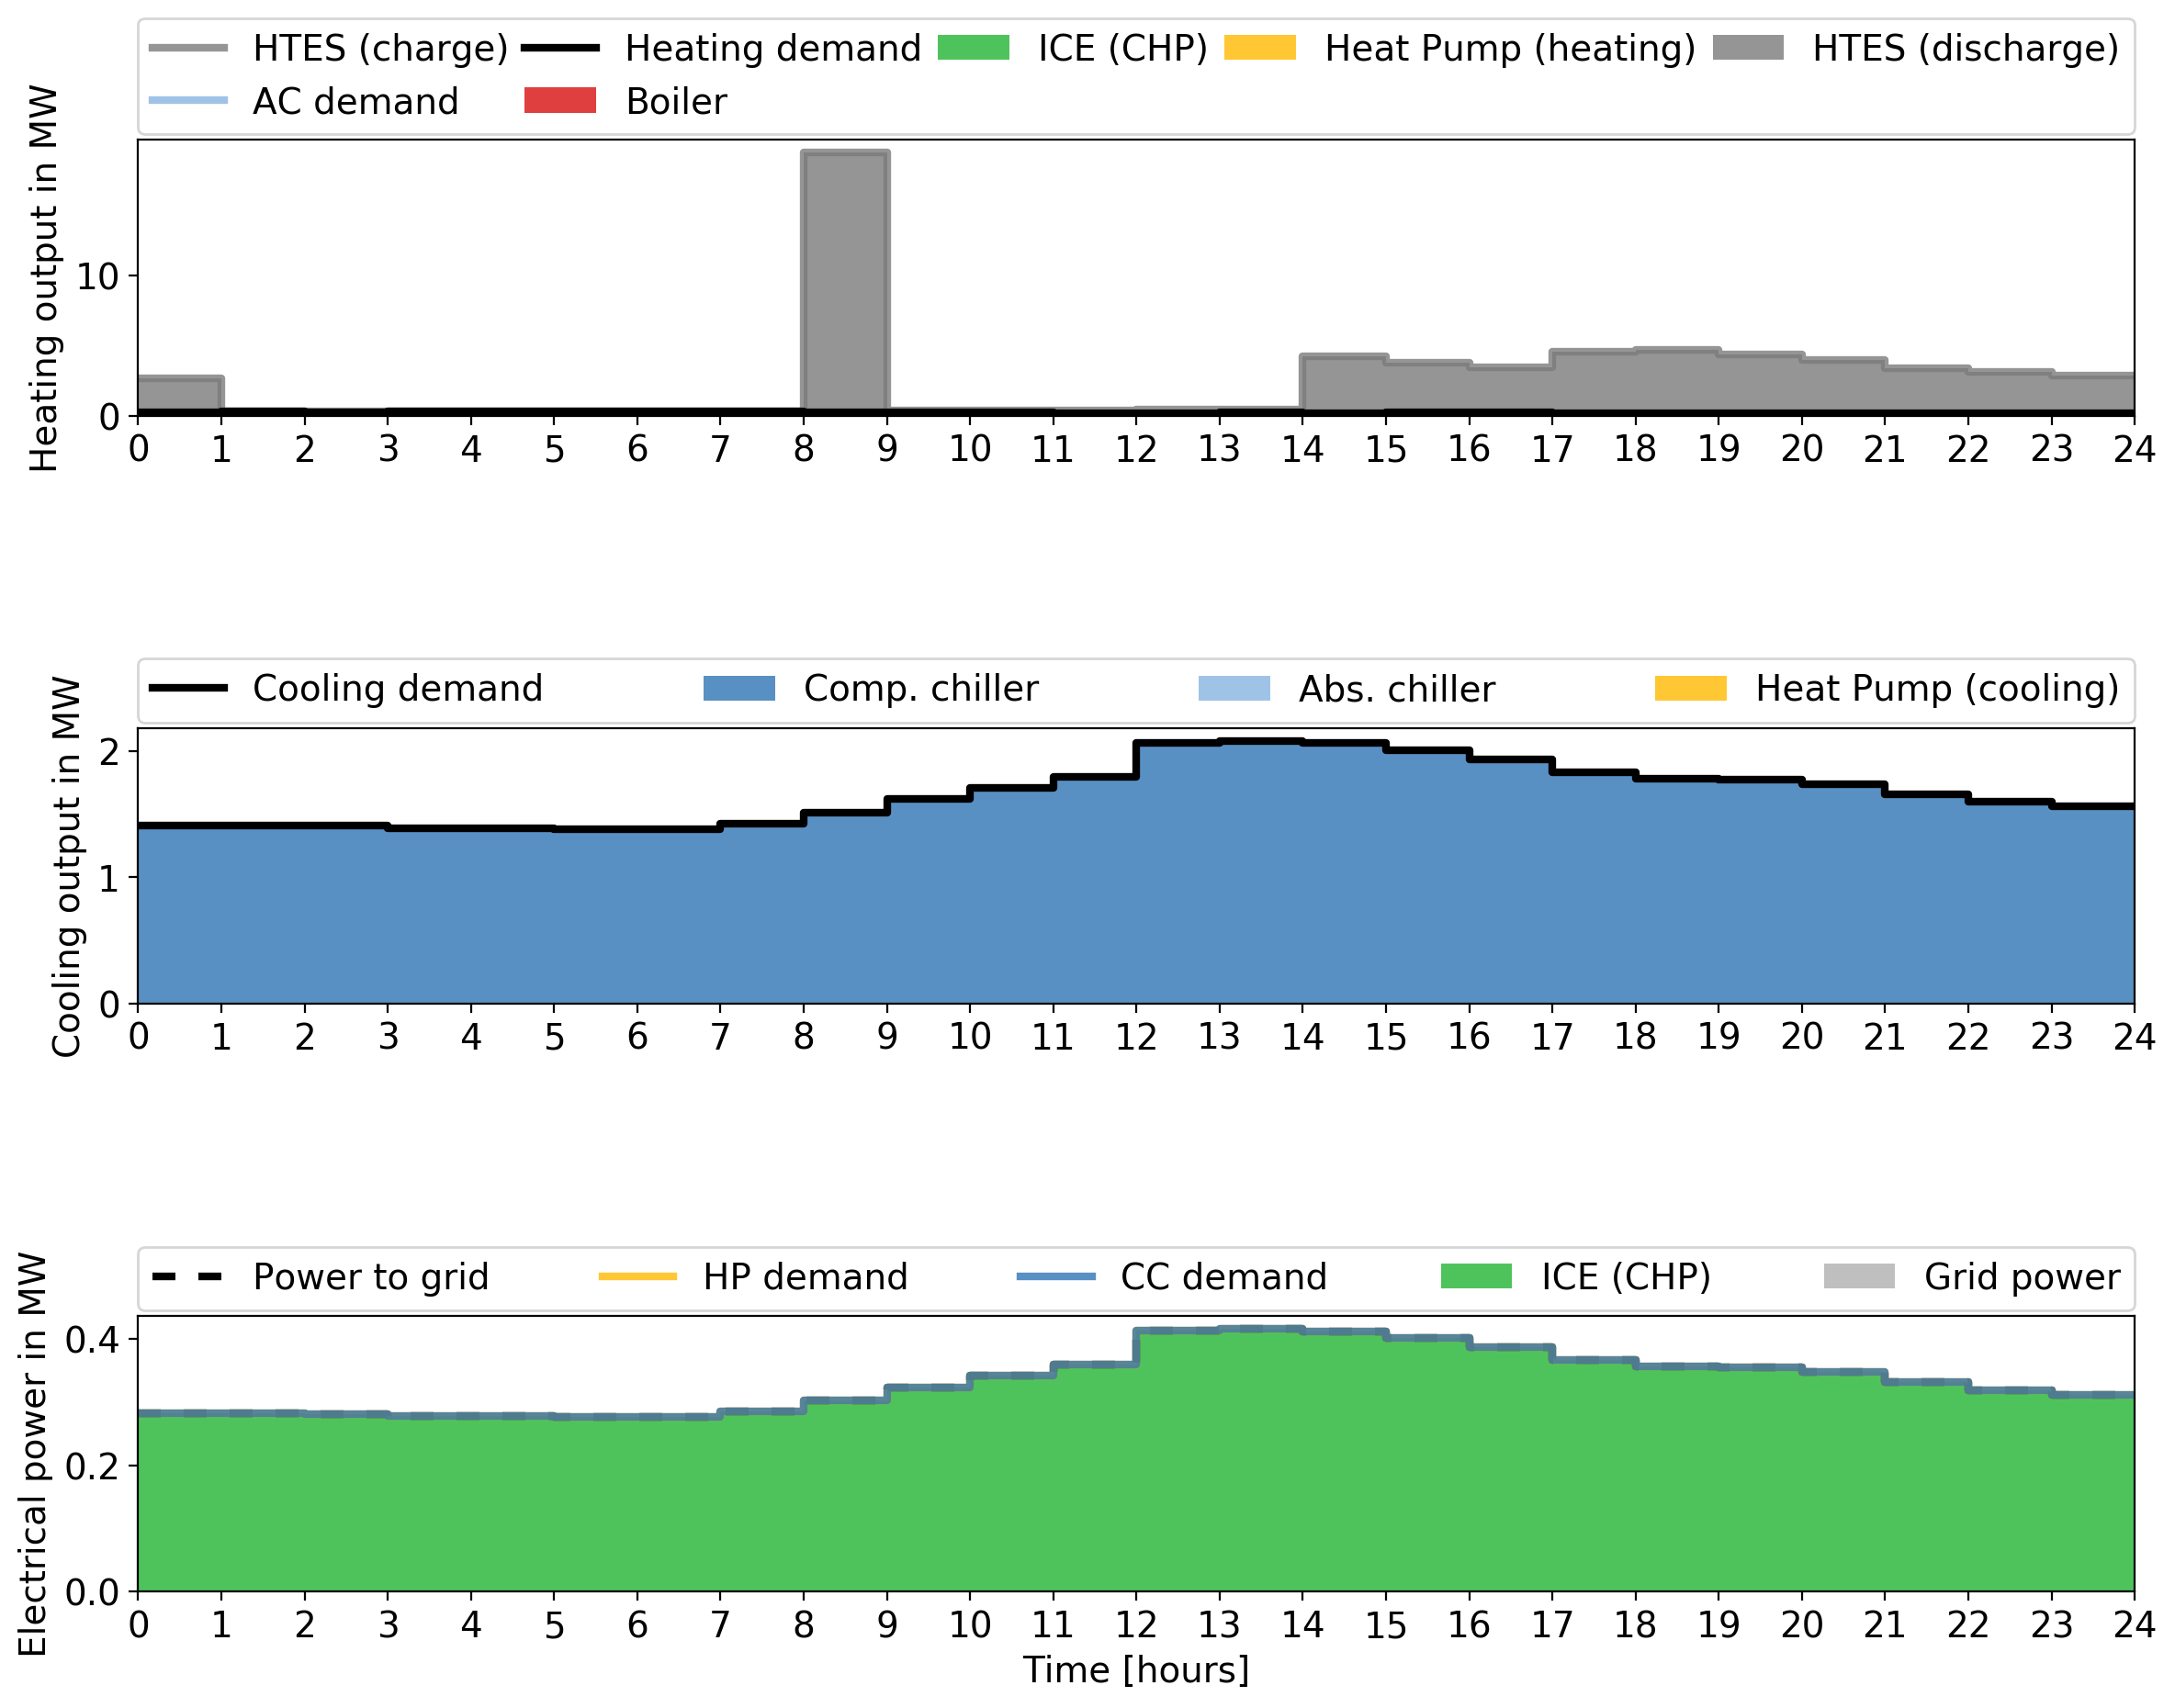 HTES (charge) Heating demand ICE (CHP) Heat Pump (heating) HTES (discharge)
AC demand Boiler
Heating output in MW
10
0
0 1 2 3 4 5 6 7 8 9 10 11 12 13 14 15 16 17 18 19 20 21 22 23 24
Cooling demand Comp. chiller Abs. chiller Heat Pump (cooling)
Cooling output in MW
2
1
0
0 1 2 3 4 5 6 7 8 9 10 11 12 13 14 15 16 17 18 19 20 21 22 23 24
Power to grid HP demand CC demand ICE (CHP) Grid power
Electrical power in MW
0.4
0.2
0.0
0 1 2 3 4 5 6 7 8 9 10 11 12 13 14 15 16 17 18 19 20 21 22 23 24
Time [hours]